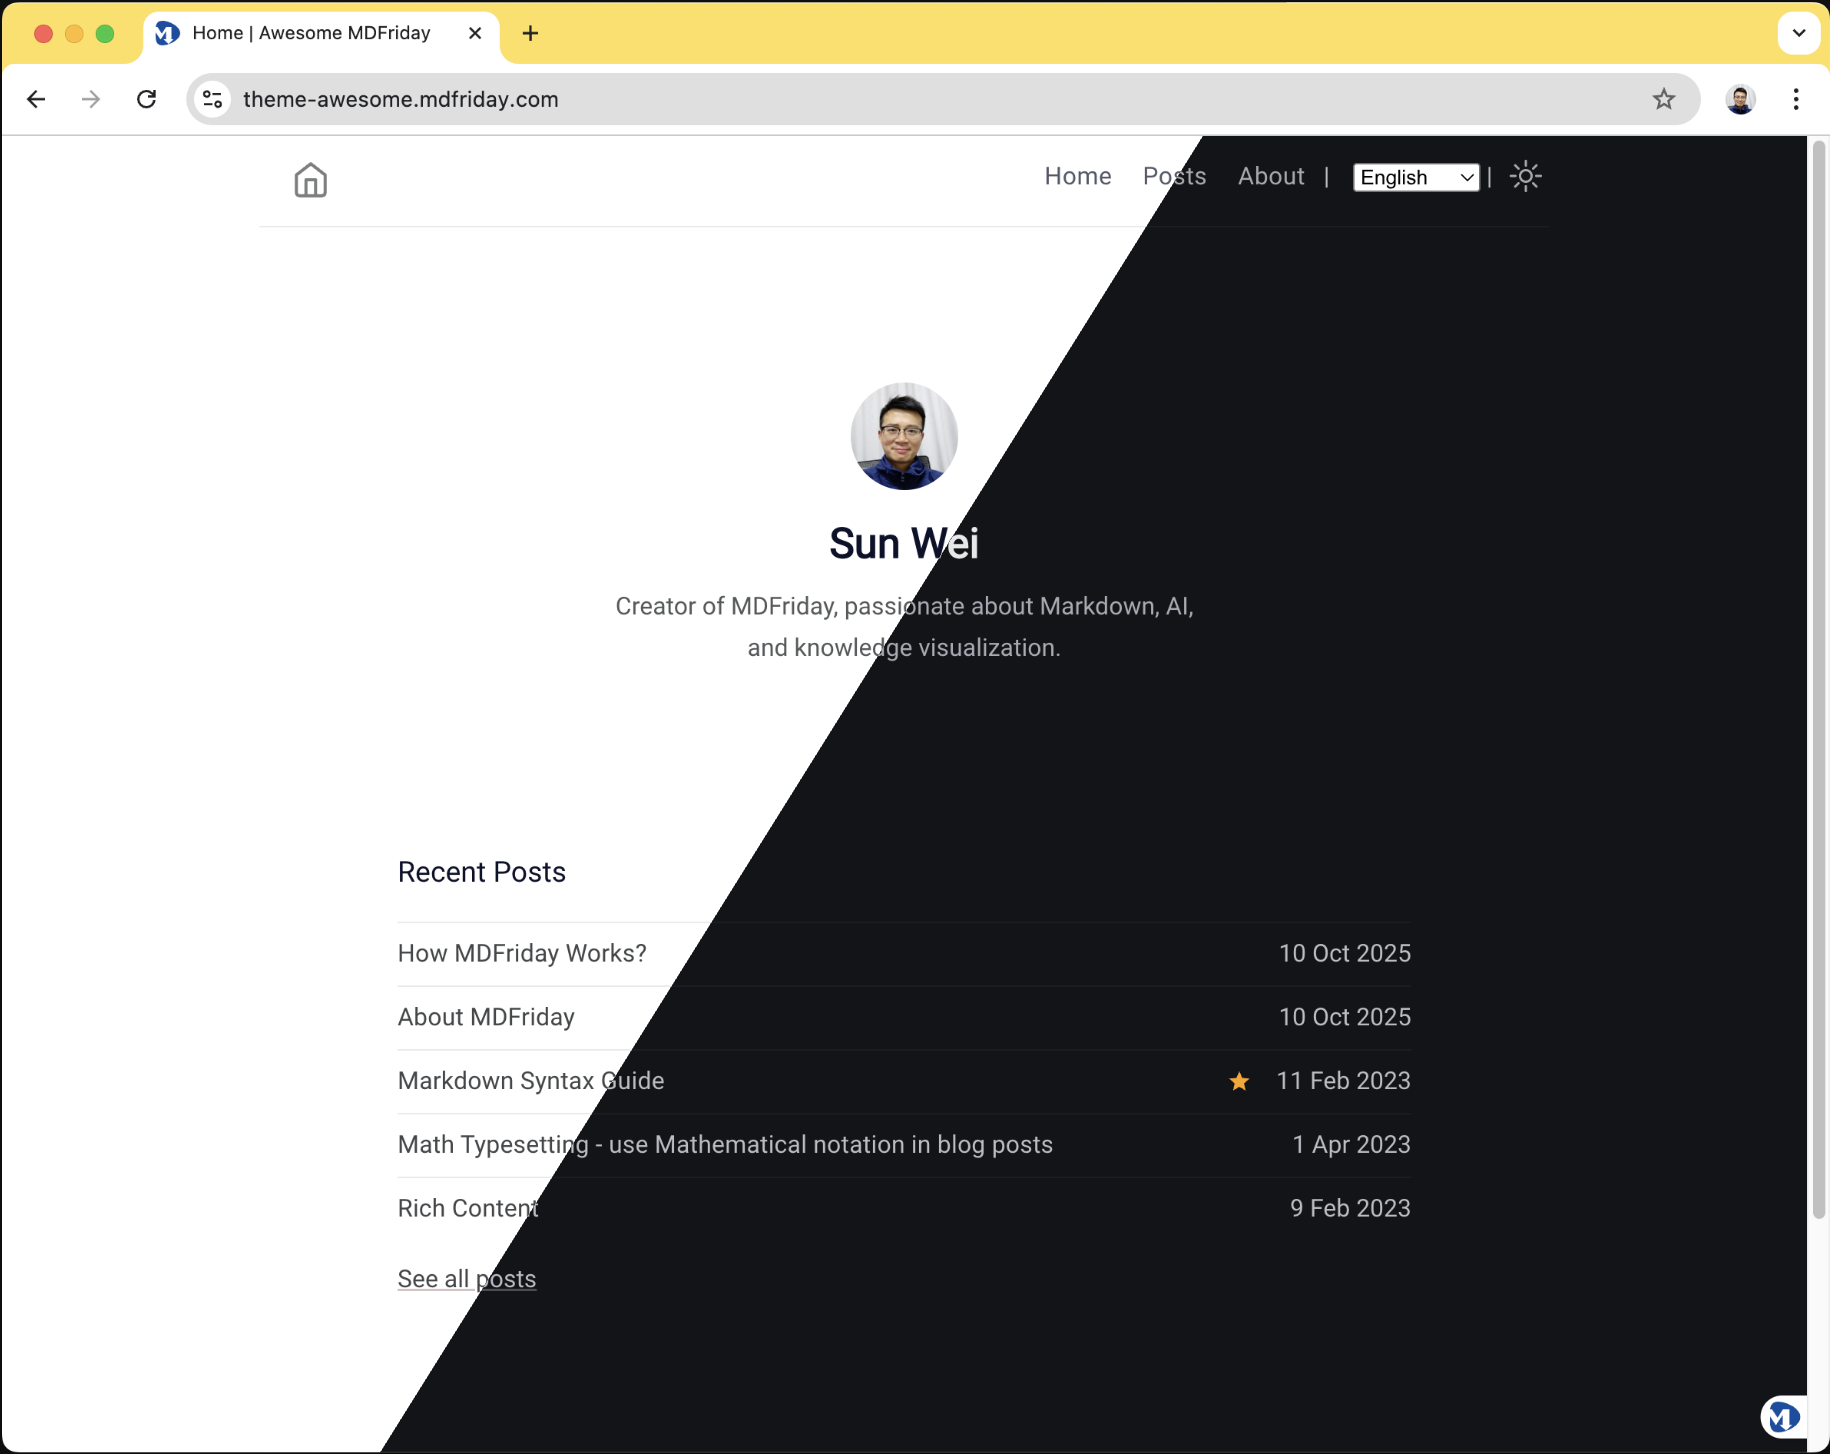 Home | Awesome MDFriday
theme-awesome.mdfriday.com
Home Posts About | English |
Sun Wei
Creator of MDFriday, passionate about Markdown, AI,
and knowledge visualization.
Recent Posts
How MDFriday Works? 10 Oct 2025
About MDFriday 10 Oct 2025
Markdown Syntax Guide 11 Feb 2023
Math Typesetting - use Mathematical notation in blog posts 1 Apr 2023
Rich Content 9 Feb 2023
See all posts